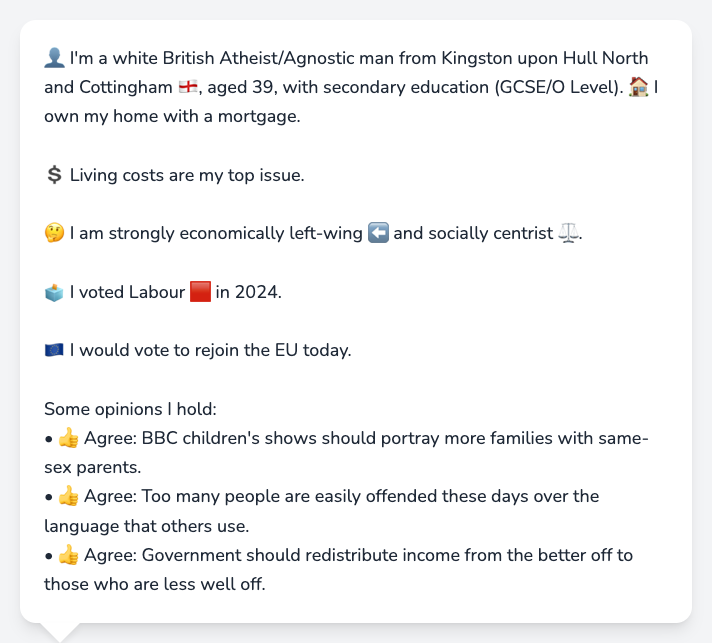 👤 I'm a white British Atheist/Agnostic man from Kingston upon Hull North
and Cottingham 🏴󠁧󠁢󠁥󠁮󠁧󠁿, aged 39, with secondary education (GCSE/O Level). 🏠 I
own my home with a mortgage.
💲 Living costs are my top issue.
🤔 I am strongly economically left-wing ⬅️ and socially centrist ⚖️.
🗳️ I voted Labour 🟥 in 2024.
🇪🇺 I would vote to rejoin the EU today.
Some opinions I hold:
• 👍 Agree: BBC children's shows should portray more families with same-
sex parents.
• 👍 Agree: Too many people are easily offended these days over the
language that others use.
• 👍 Agree: Government should redistribute income from the better off to
those who are less well off.